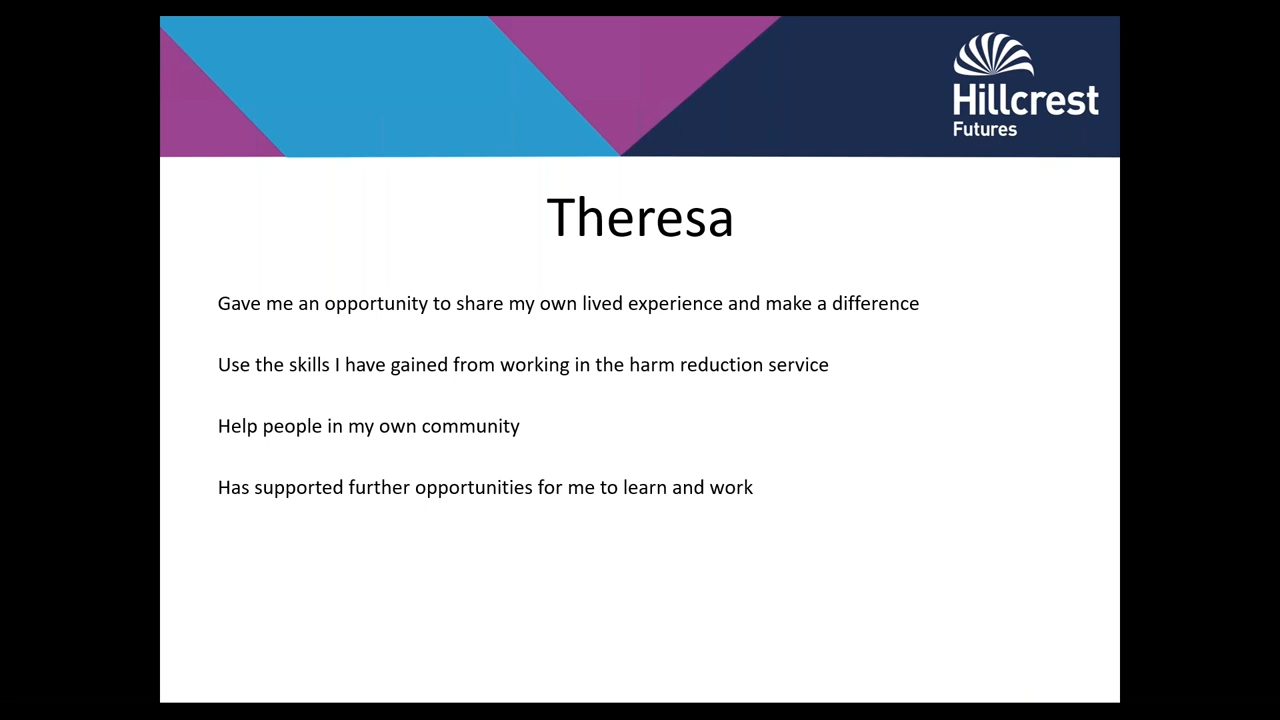 Hillcrest
Futures
Theresa
Gave me an opportunity to share my own lived experience and make a difference
Use the skills I have gained from working in the harm reduction service
Help people in my own community
Has supported further opportunities for me to learn and work